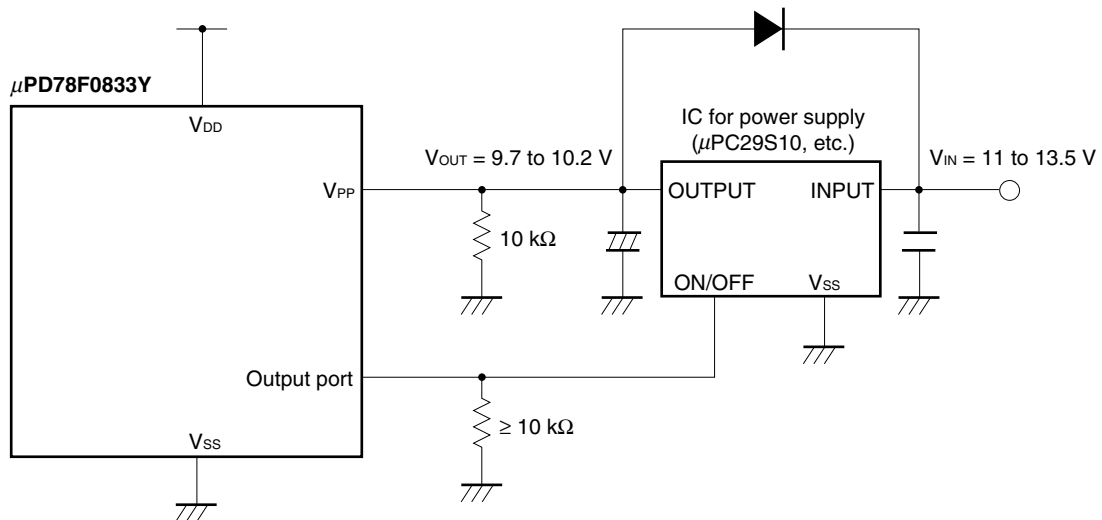 μPD78F0833Y
VDD
IC for power supply
(μPC29S10, etc.)
VOUT = 9.7 to 10.2 V
VIN = 11 to 13.5 V
VPP
OUTPUT
INPUT
10 kΩ
ON/OFF
VSS
Output port
≥ 10 kΩ
VSS